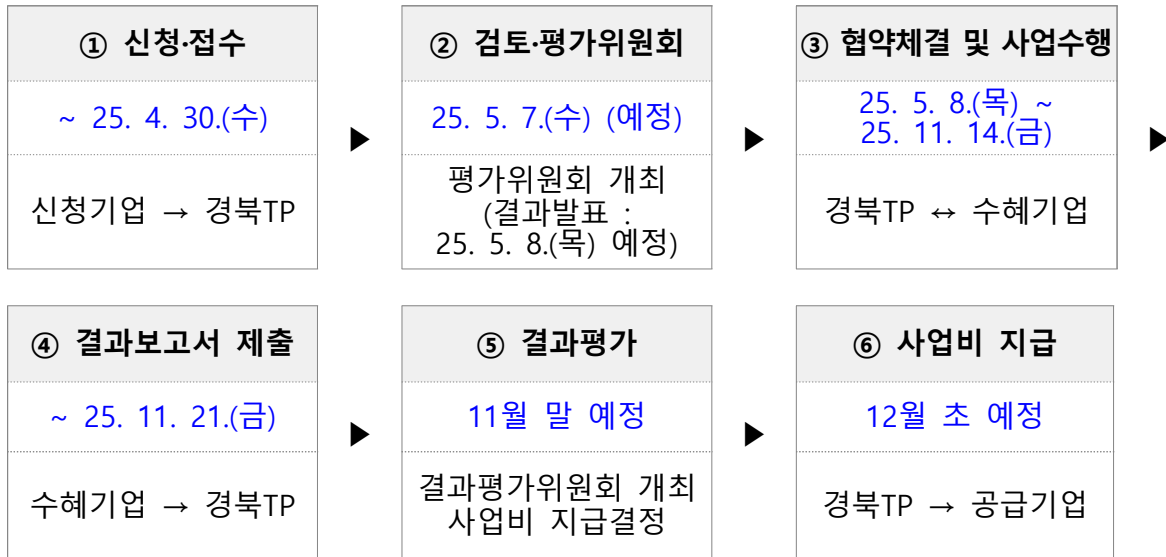 ① 신청·접수
~ 25. 4. 30.(수)
신청기업 → 경북TP
▶
② 검토·평가위원회
25. 5. 7.(수) (예정)
평가위원회 개최
(결과발표 :
25. 5. 8.(목) 예정)
▶
③ 협약체결 및 사업수행
25. 5. 8.(목) ~
25. 11. 14.(금)
경북TP ↔ 수혜기업
▶
④ 결과보고서 제출
~ 25. 11. 21.(금)
수혜기업 → 경북TP
▶
⑤ 결과평가
11월 말 예정
결과평가위원회 개최
사업비 지급결정
▶
⑥ 사업비 지급
12월 초 예정
경북TP → 공급기업